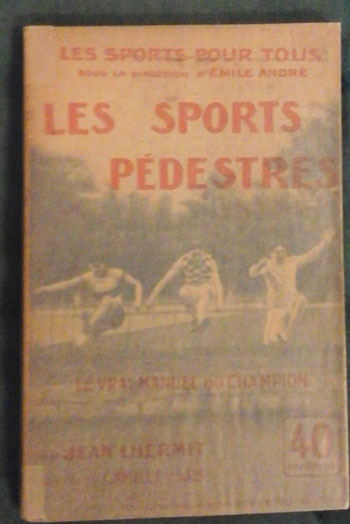 LES SPORTS POUR TOUS
SOUS LA DIRECTION D'ÉMILE ANDRÉ
LES SPORTS
PÉDESTRES
LE VRAI MANUEL DU CHAMPION
JEAN LHERMIT
40